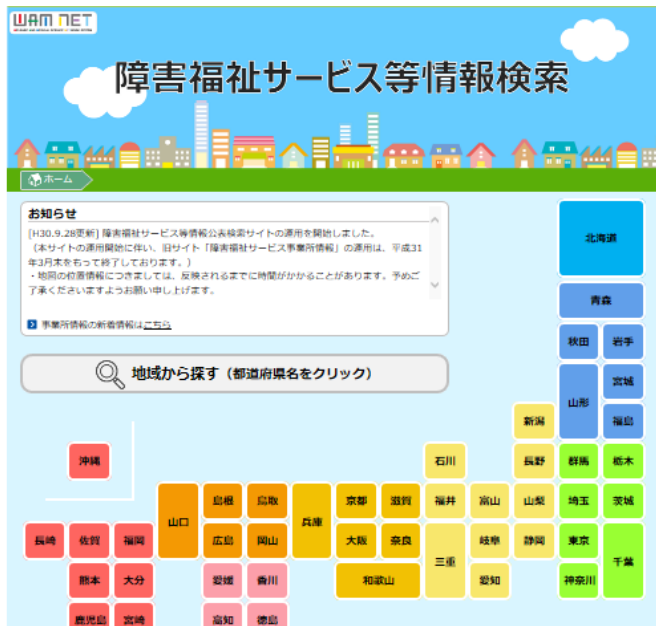 WAM NET
障害福祉サービス等情報検索
ホーム
お知らせ
[H30.9.28更新] 障害福祉サービス等情報公表検索サイトの運用を開始しました。
（本サイトの運用開始に伴い、旧サイト「障害福祉サービス事業所情報」の運用は、平成31
年3月末をもって終了しております。）
・地図の位置情報につきましては、反映されるまでに時間がかかることがあります。予めご
了承くださいますようお願い申し上げます。
事業所情報の新着情報はこちら
地域から探す（都道府県名をクリック）
北海道
青森
秋田 岩手
山形 宮城
新潟 福島
沖縄 石川 長野 群馬 栃木
山口 島根 鳥取 兵庫 京都 滋賀 福井 富山 山梨 埼玉 茨城
長崎 佐賀 福岡 広島 岡山 大阪 奈良 三重 岐阜 静岡 東京 千葉
熊本 大分 愛媛 香川 和歌山 愛知 神奈川
鹿児島 宮崎 高知 徳島